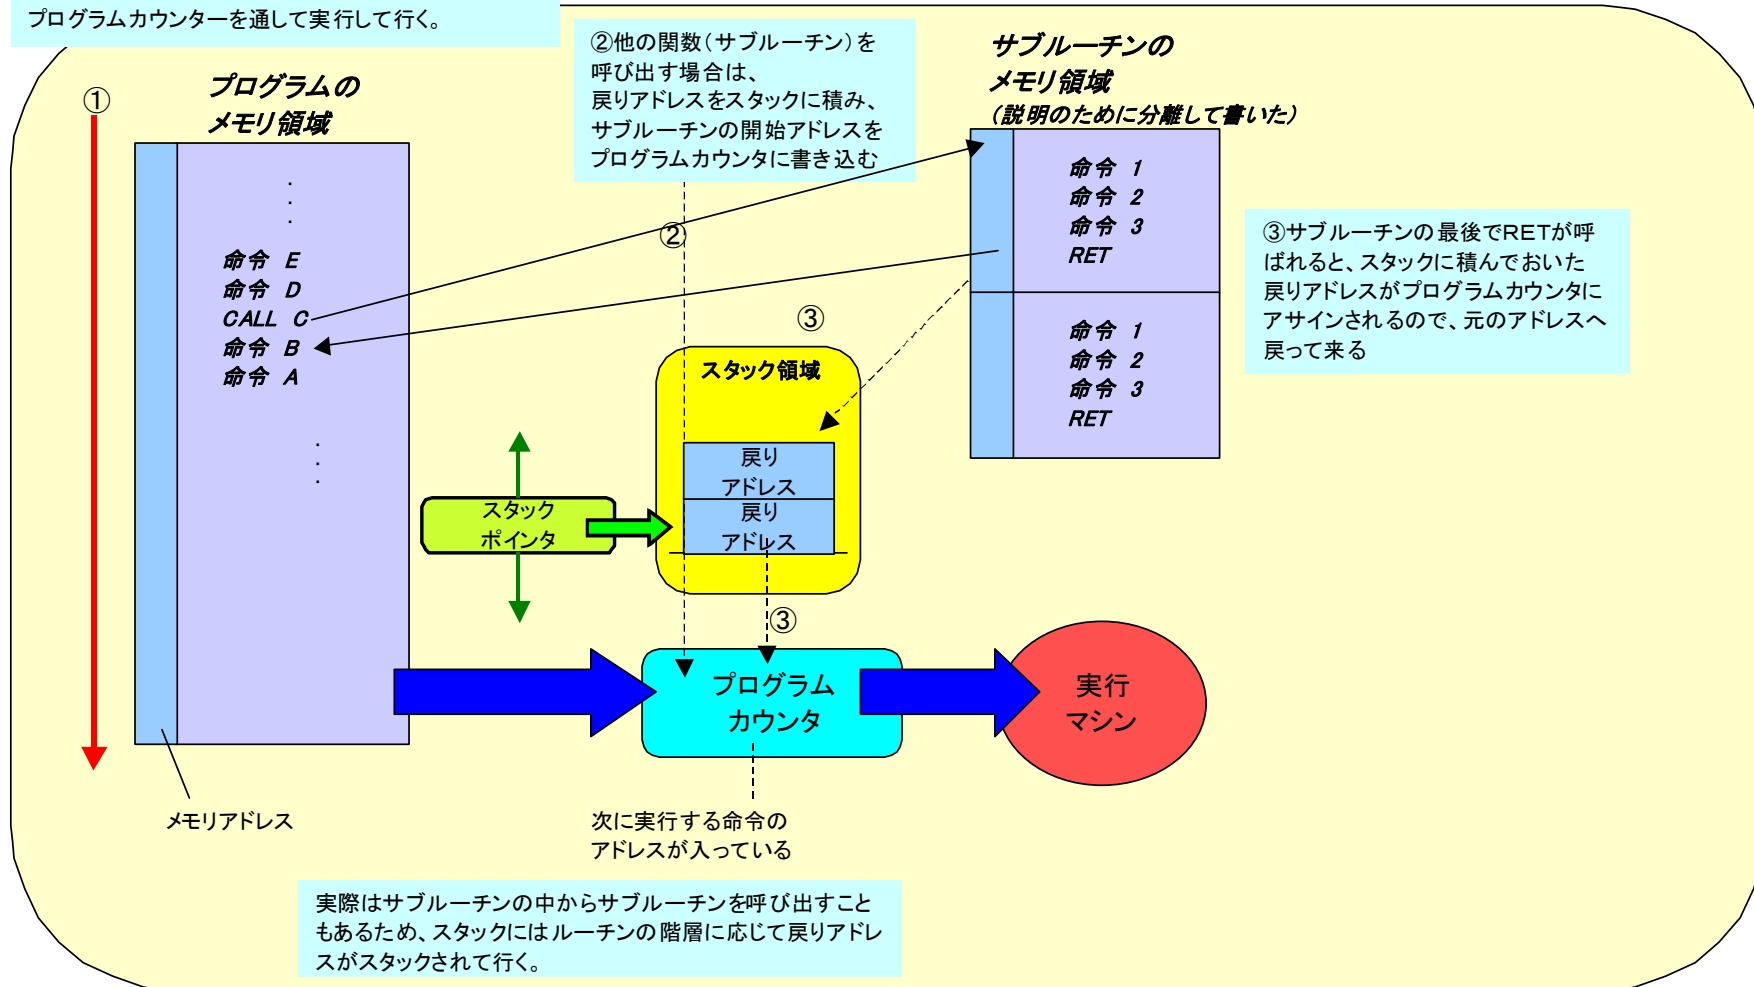 プログラムカウンターを通して実行して行く。
①
プログラムの
メモリ領域
.
.
.
命令 E
命令 D
CALL C
命令 B
命令 A
.
.
.
メモリアドレス
②他の関数(サブルーチン)を
呼び出す場合は、
戻りアドレスをスタックに積み、
サブルーチンの開始アドレスを
プログラムカウンタに書き込む
②
サブルーチンの
メモリ領域
(説明のために分離して書いた)
命令 1
命令 2
命令 3
RET
命令 1
命令 2
命令 3
RET
③サブルーチンの最後でRETが呼
ばれると、スタックに積んでおいた
戻りアドレスがプログラムカウンタに
アサインされるので、元のアドレスへ
戻って来る
③
スタック領域
戻り
アドレス
戻り
アドレス
スタック
ポインタ
③
プログラム
カウンタ
実行
マシン
次に実行する命令の
アドレスが入っている
実際はサブルーチンの中からサブルーチンを呼び出すこと
もあるため、スタックにはルーチンの階層に応じて戻りアドレ
スがスタックされて行く。